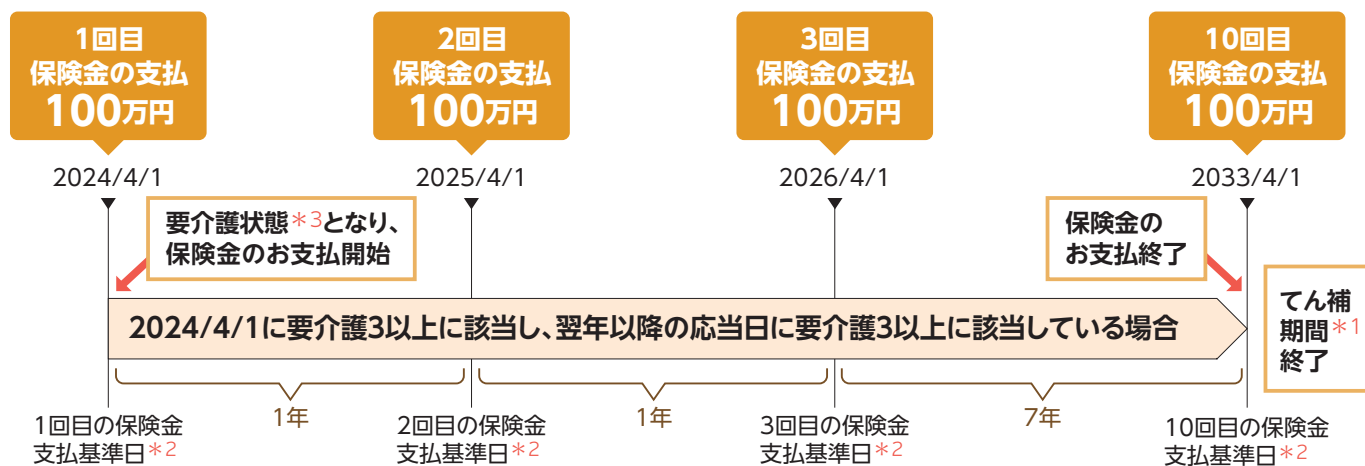 1回目
保険金の支払
100万円
2回目
保険金の支払
100万円
3回目
保険金の支払
100万円
10回目
保険金の支払
100万円
2024/4/1
2025/4/1
2026/4/1
2033/4/1
要介護状態＊3となり、
保険金のお支払開始
保険金の
お支払終了
2024/4/1に要介護3以上に該当し、翌年以降の応当日に要介護3以上に該当している場合
てん補
期間＊1
終了
1年
1年
7年
1回目の保険金
支払基準日＊2
2回目の保険金
支払基準日＊2
3回目の保険金
支払基準日＊2
10回目の保険金
支払基準日＊2